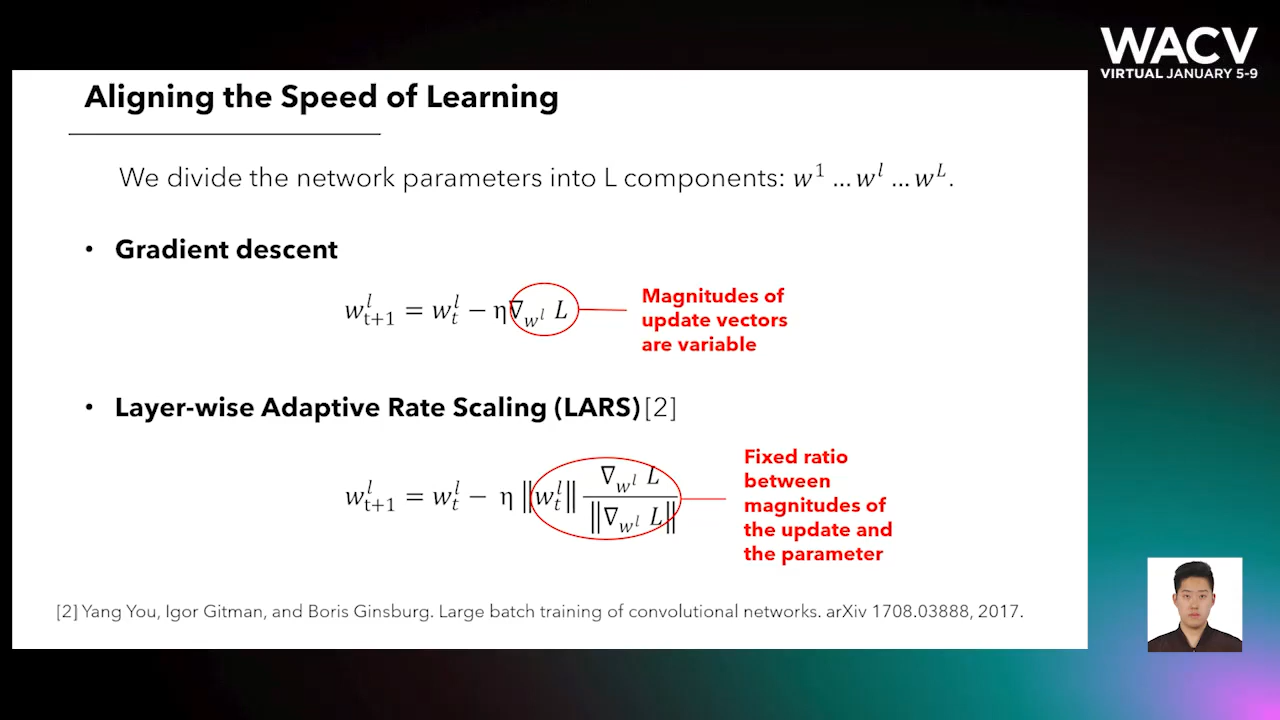 WACV
VIRTUAL JANUARY 5-9
Aligning the Speed of Learning
We divide the network parameters into L components: w¹ ... wˡ ... wᴸ.
• Gradient descent
w^l_{t+1} = w^l_t − η∇_{w^l} L
Magnitudes of
update vectors
are variable
• Layer-wise Adaptive Rate Scaling (LARS)[2]
w^l_{t+1} = w^l_t − η ‖w^l_t‖ ∇_{w^l} L / ‖∇_{w^l} L‖
Fixed ratio
between
magnitudes of
the update and
the parameter
[2] Yang You, Igor Gitman, and Boris Ginsburg. Large batch training of convolutional networks. arXiv 1708.03888, 2017.